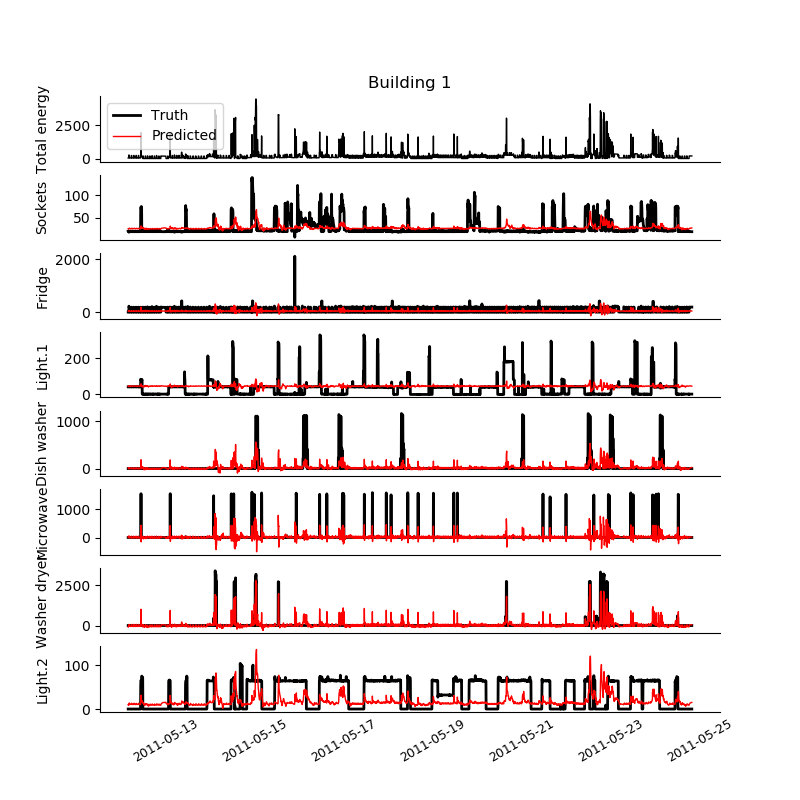 Building 1
Total energy
2500
0
Truth
Predicted
Sockets
100
50
Fridge
2000
0
Light.1
200
0
Dish washer
1000
0
Microwave
1000
0
Washer dryer
2500
0
Light.2
100
0
2011-05-13
2011-05-15
2011-05-17
2011-05-19
2011-05-21
2011-05-23
2011-05-25